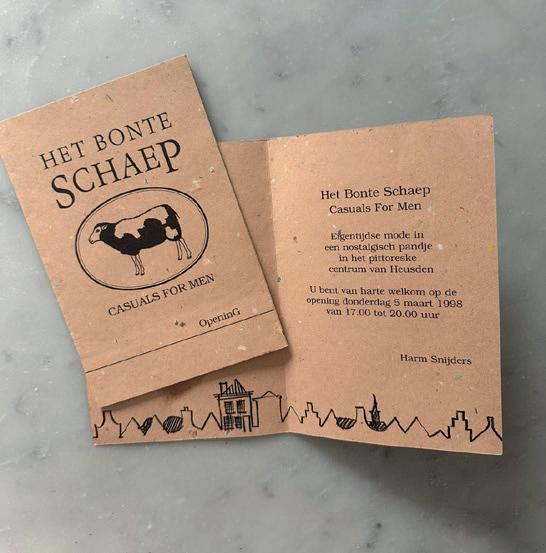 HET BONTE
SCHAEP
CASUALS FOR MEN
OpeninG
Het Bonte Schaep
Casuals For Men
Eigentijdse mode in
een nostalgisch pandje
in het pittoreske
centrum van Heusden
U bent van harte welkom op de
opening donderdag 5 maart 1998
van 17.00 tot 20.00 uur
Harm Snijders